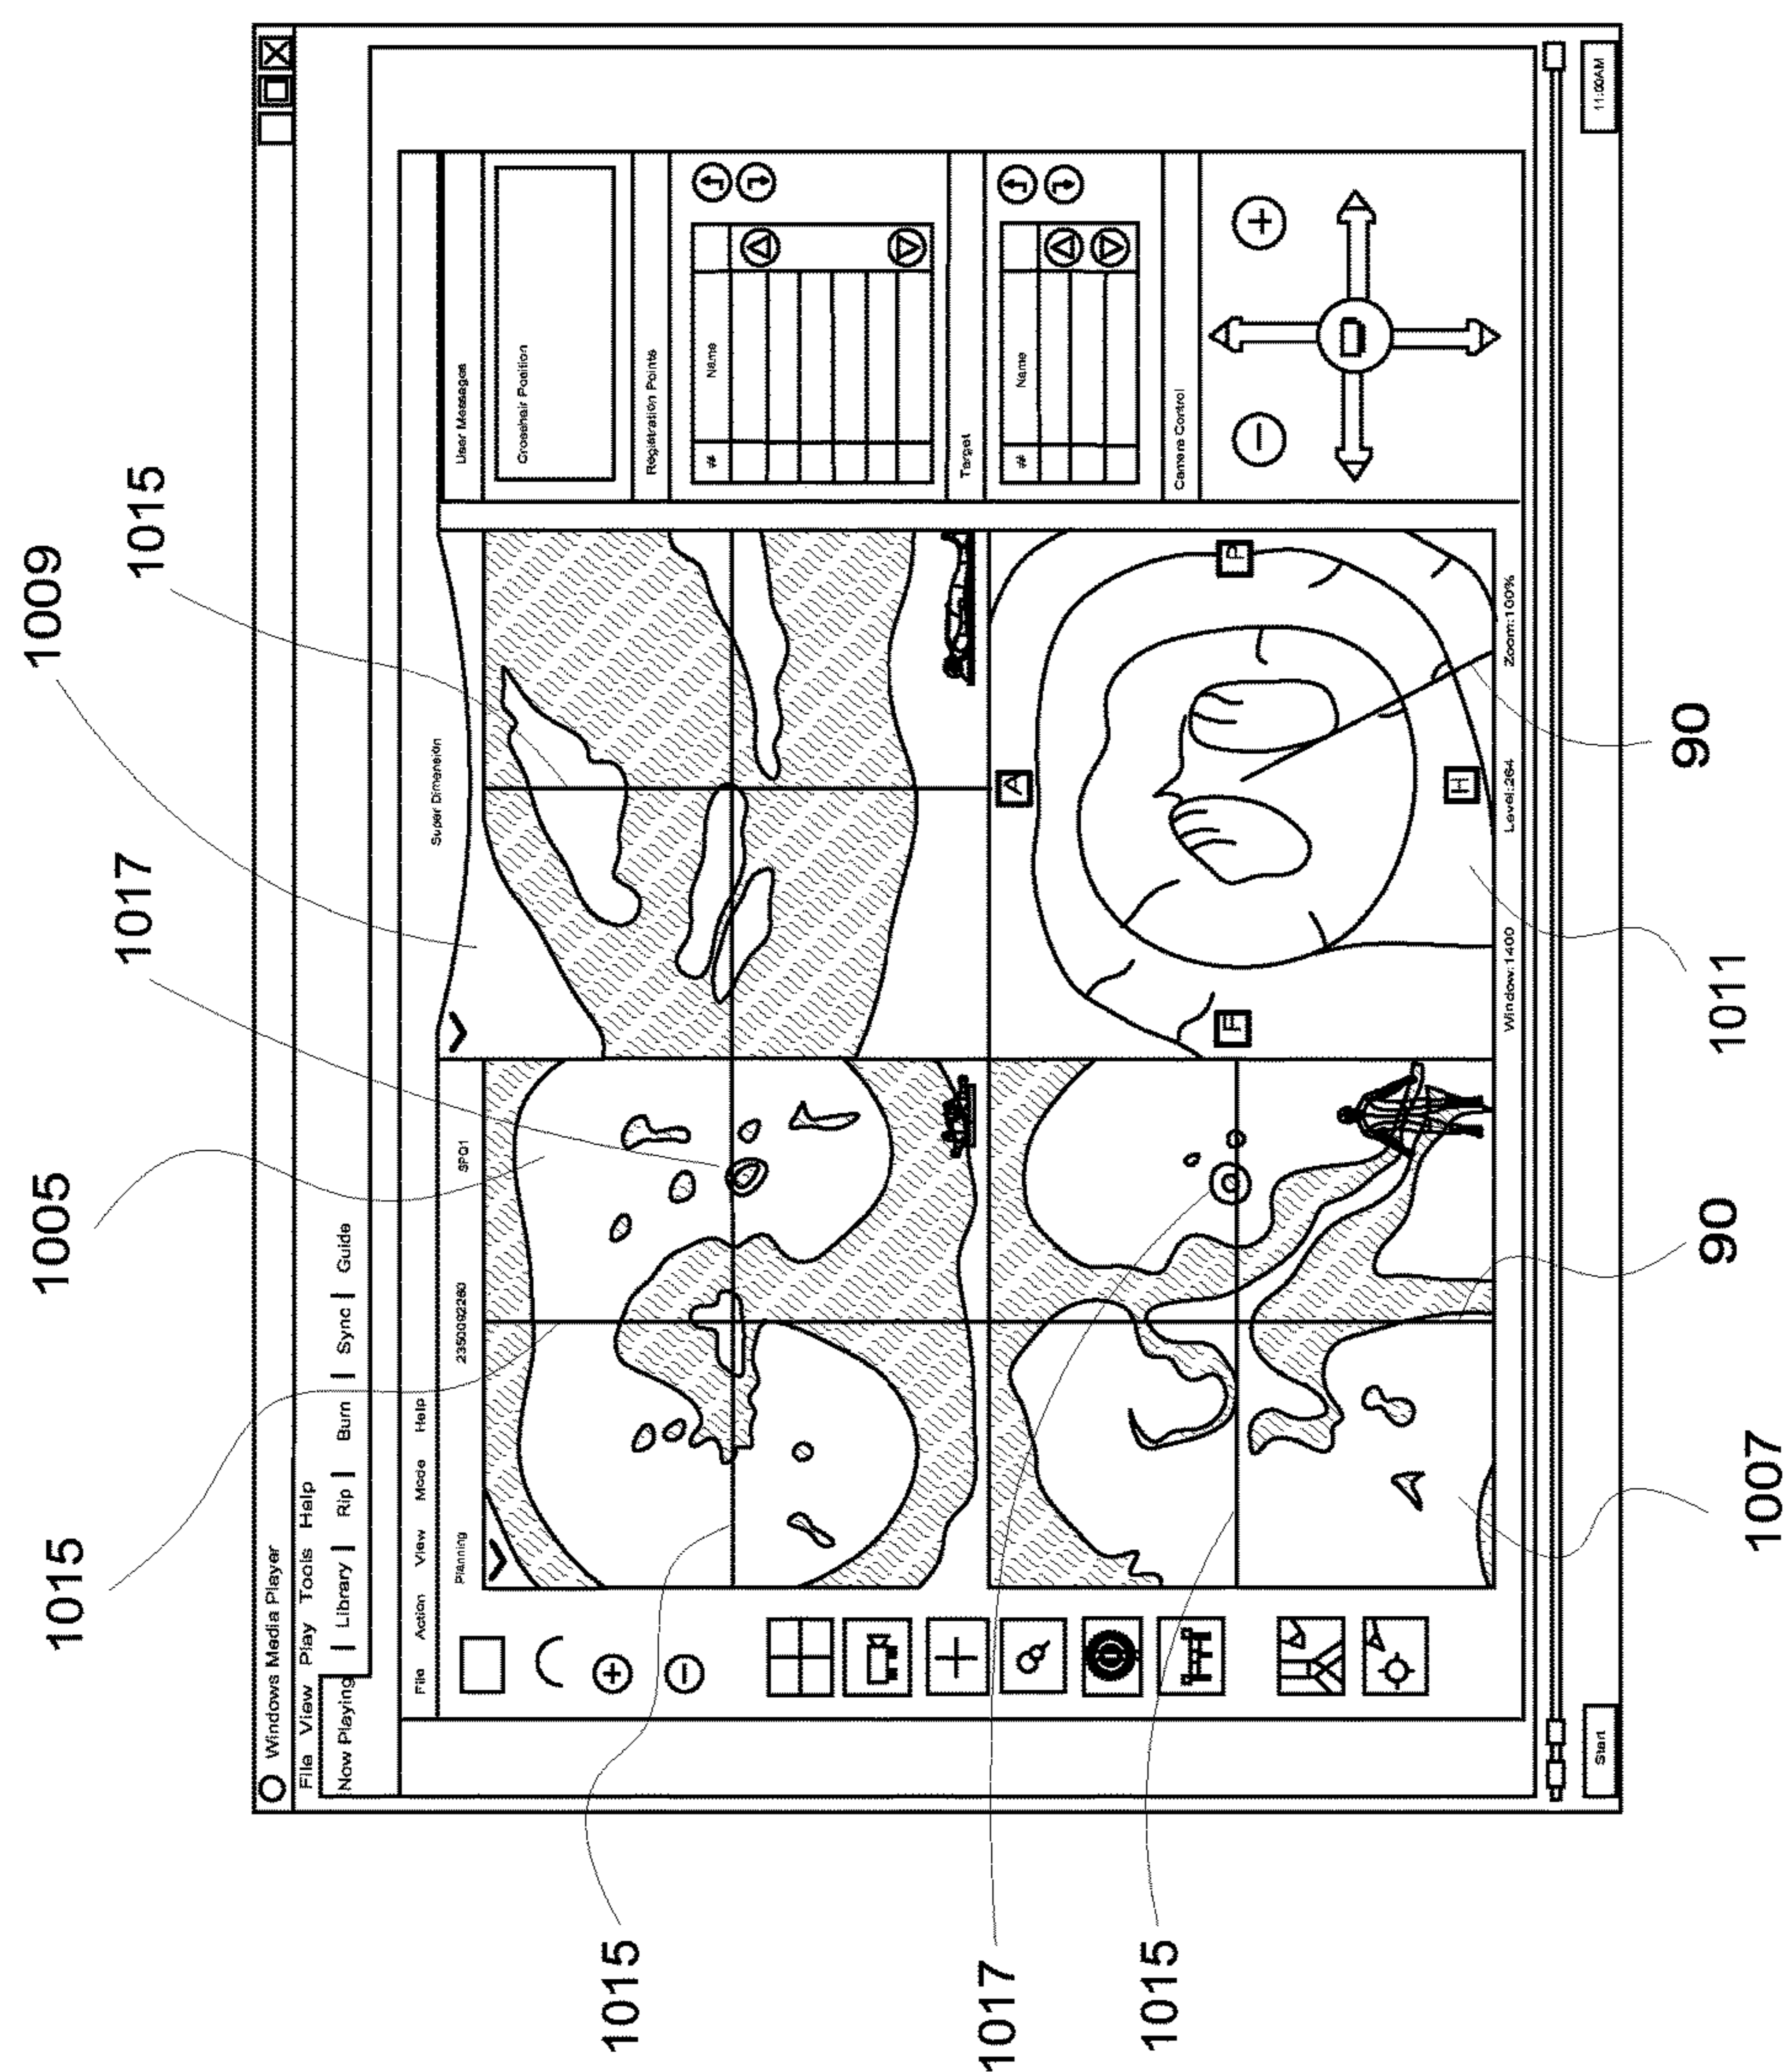 Windows Media Player
File View Play Tools Help
Now Playing | Library | Rip | Burn | Sync | Guide
File Action View Mode Help
Planning 2350092260 SPQ1 Super Dimension
User Messages
Crosshair Position
Registration Points
# Name
Target
# Name
Camera Control
A
F
P
H
Window:1400 Level:264 Zoom:100%
Start
11:00AM
1015
1005
1017
1009
1015
1015
1017
1015
1007
90
1011
90